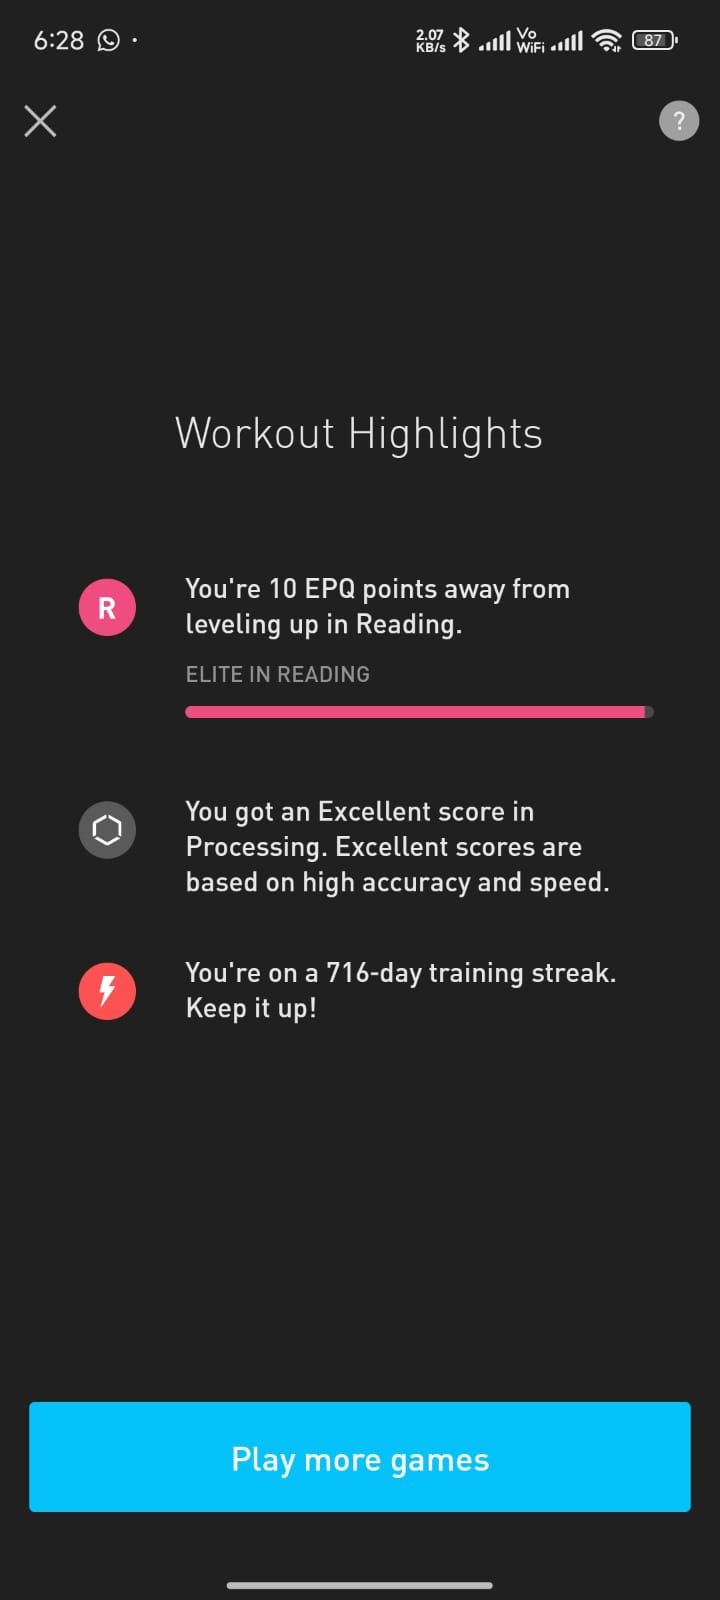 6:28
2.07
KB/s
Vo
WiFi
87
?
Workout Highlights
R
You're 10 EPQ points away from
leveling up in Reading.
ELITE IN READING
You got an Excellent score in
Processing. Excellent scores are
based on high accuracy and speed.
You're on a 716-day training streak.
Keep it up!
Play more games